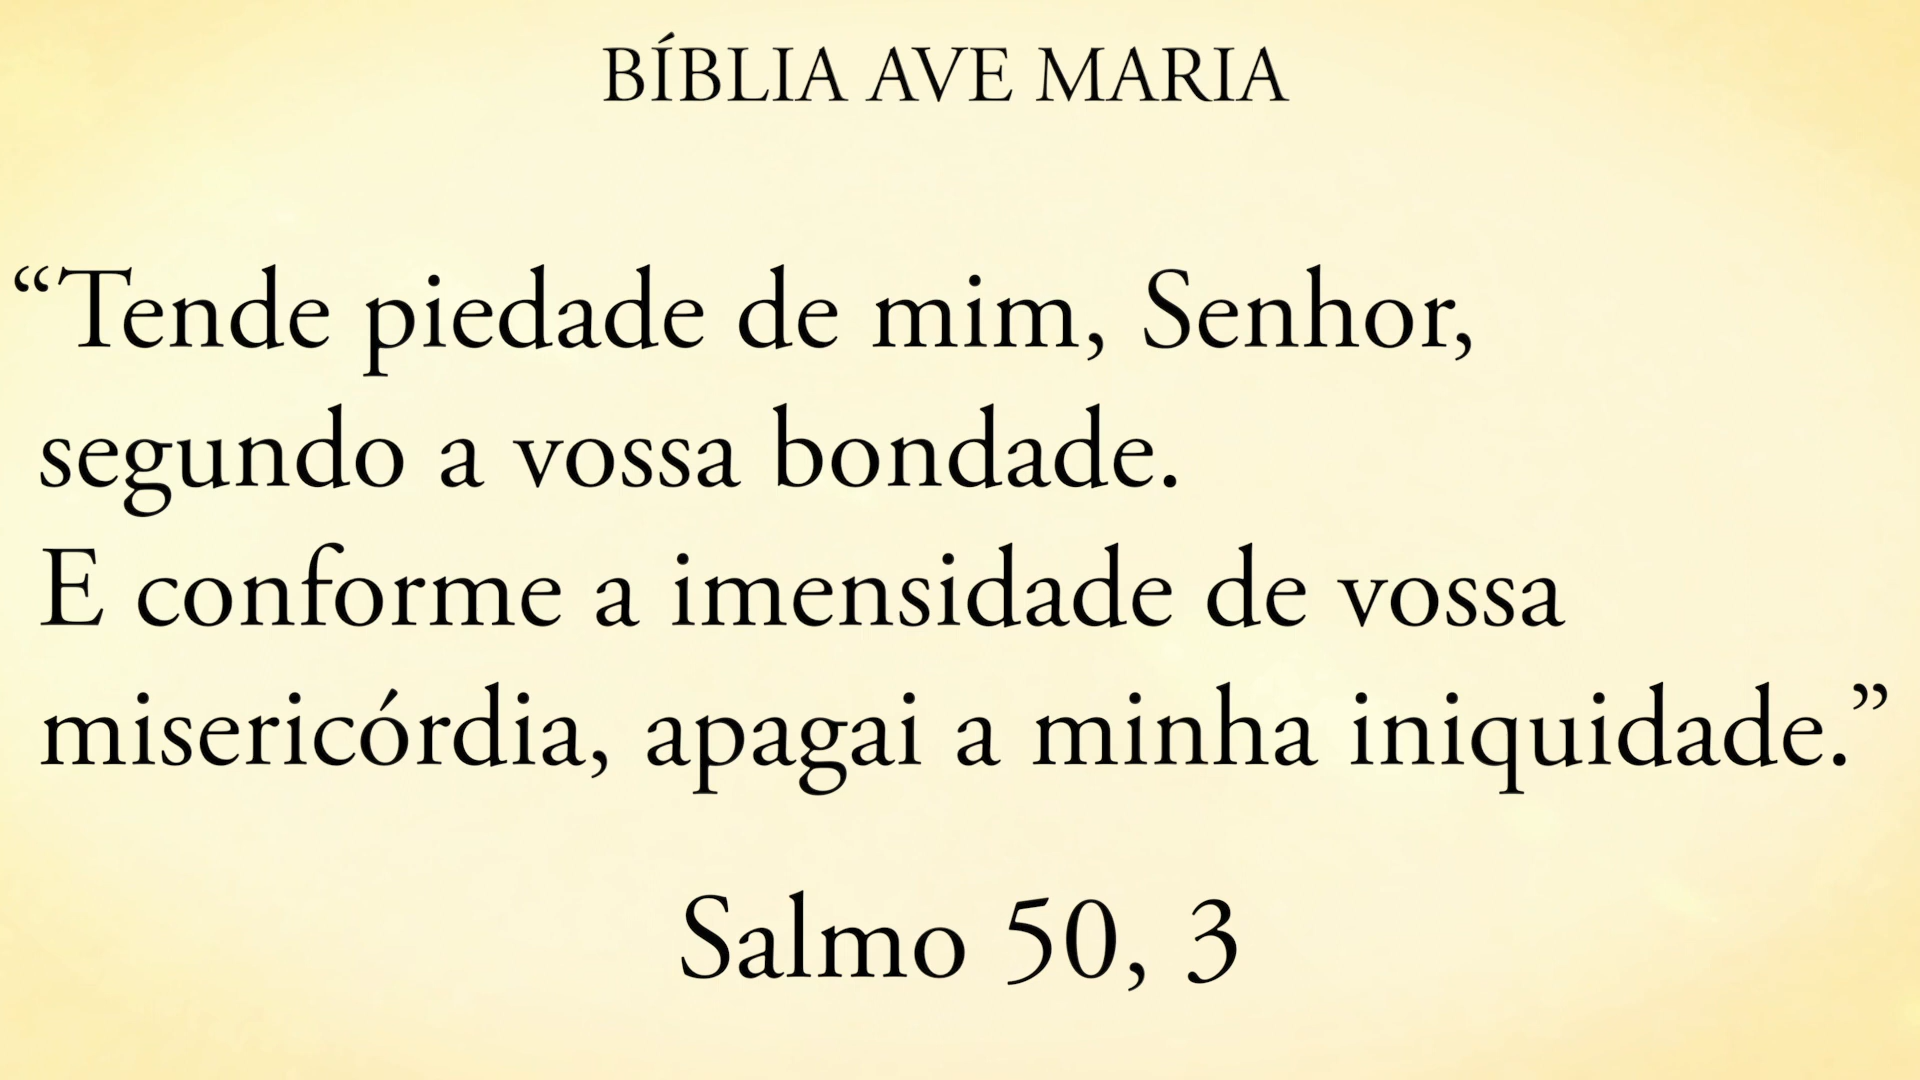 BÍBLIA AVE MARIA
“Tende piedade de mim, Senhor,
segundo a vossa bondade.
E conforme a imensidade de vossa
misericórdia, apagai a minha iniquidade.”
Salmo 50, 3